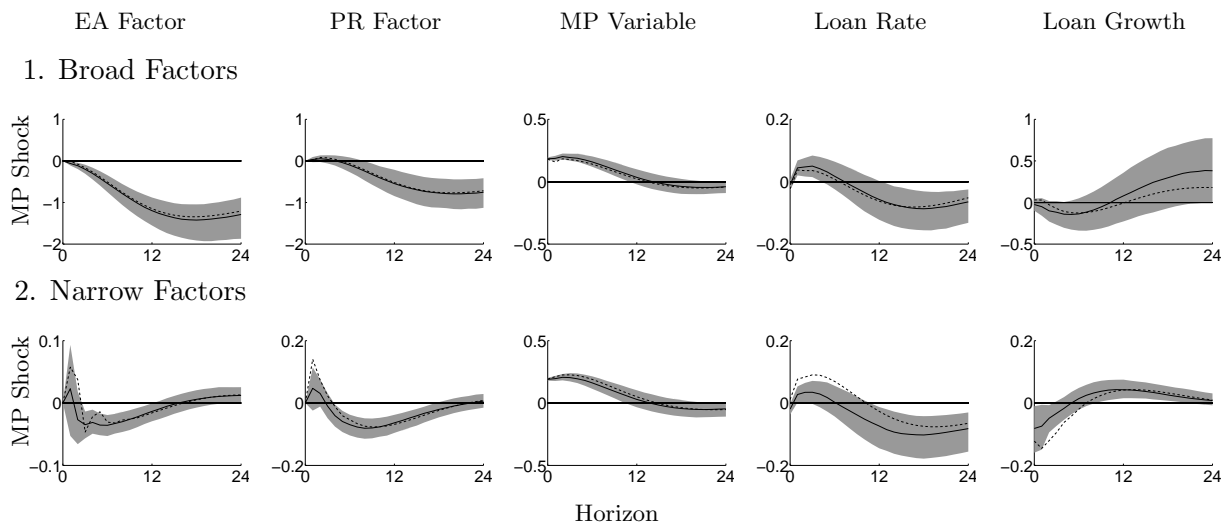 EA Factor PR Factor MP Variable Loan Rate Loan Growth
1. Broad Factors
MP Shock
1 0 −1 −2 0 12 24
1 0 −1 −2 0 12 24
0.5 0 −0.5 0 12 24
0.2 0 −0.2 0 12 24
1 0.5 0 −0.5 0 12 24
2. Narrow Factors
MP Shock
0.1 0 −0.1 0 12 24
0.2 0 −0.2 0 12 24
0.5 0 −0.5 0 12 24
0.2 0 −0.2 0 12 24
0.2 0 −0.2 0 12 24
Horizon